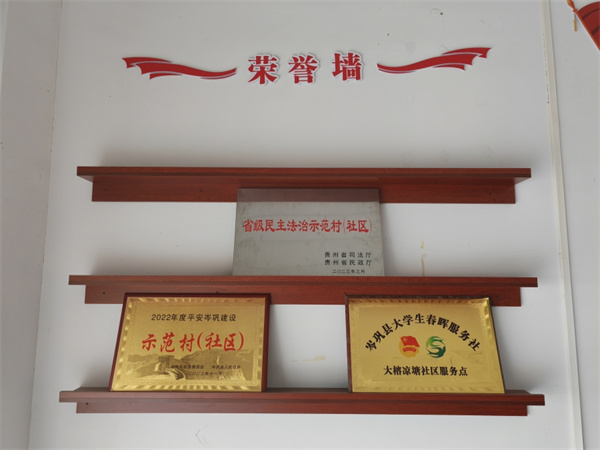 荣誉墙
省级民主法治示范村(社区)
贵州省司法厅
贵州省民政厅
2022年度平安岑巩建设
示范村(社区)
岑巩县大学生春晖服务社
大榕凉塘社区服务点